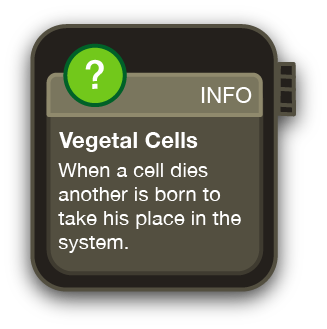 ?
INFO
Vegetal Cells
When a cell dies
another is born to
take his place in the
system.